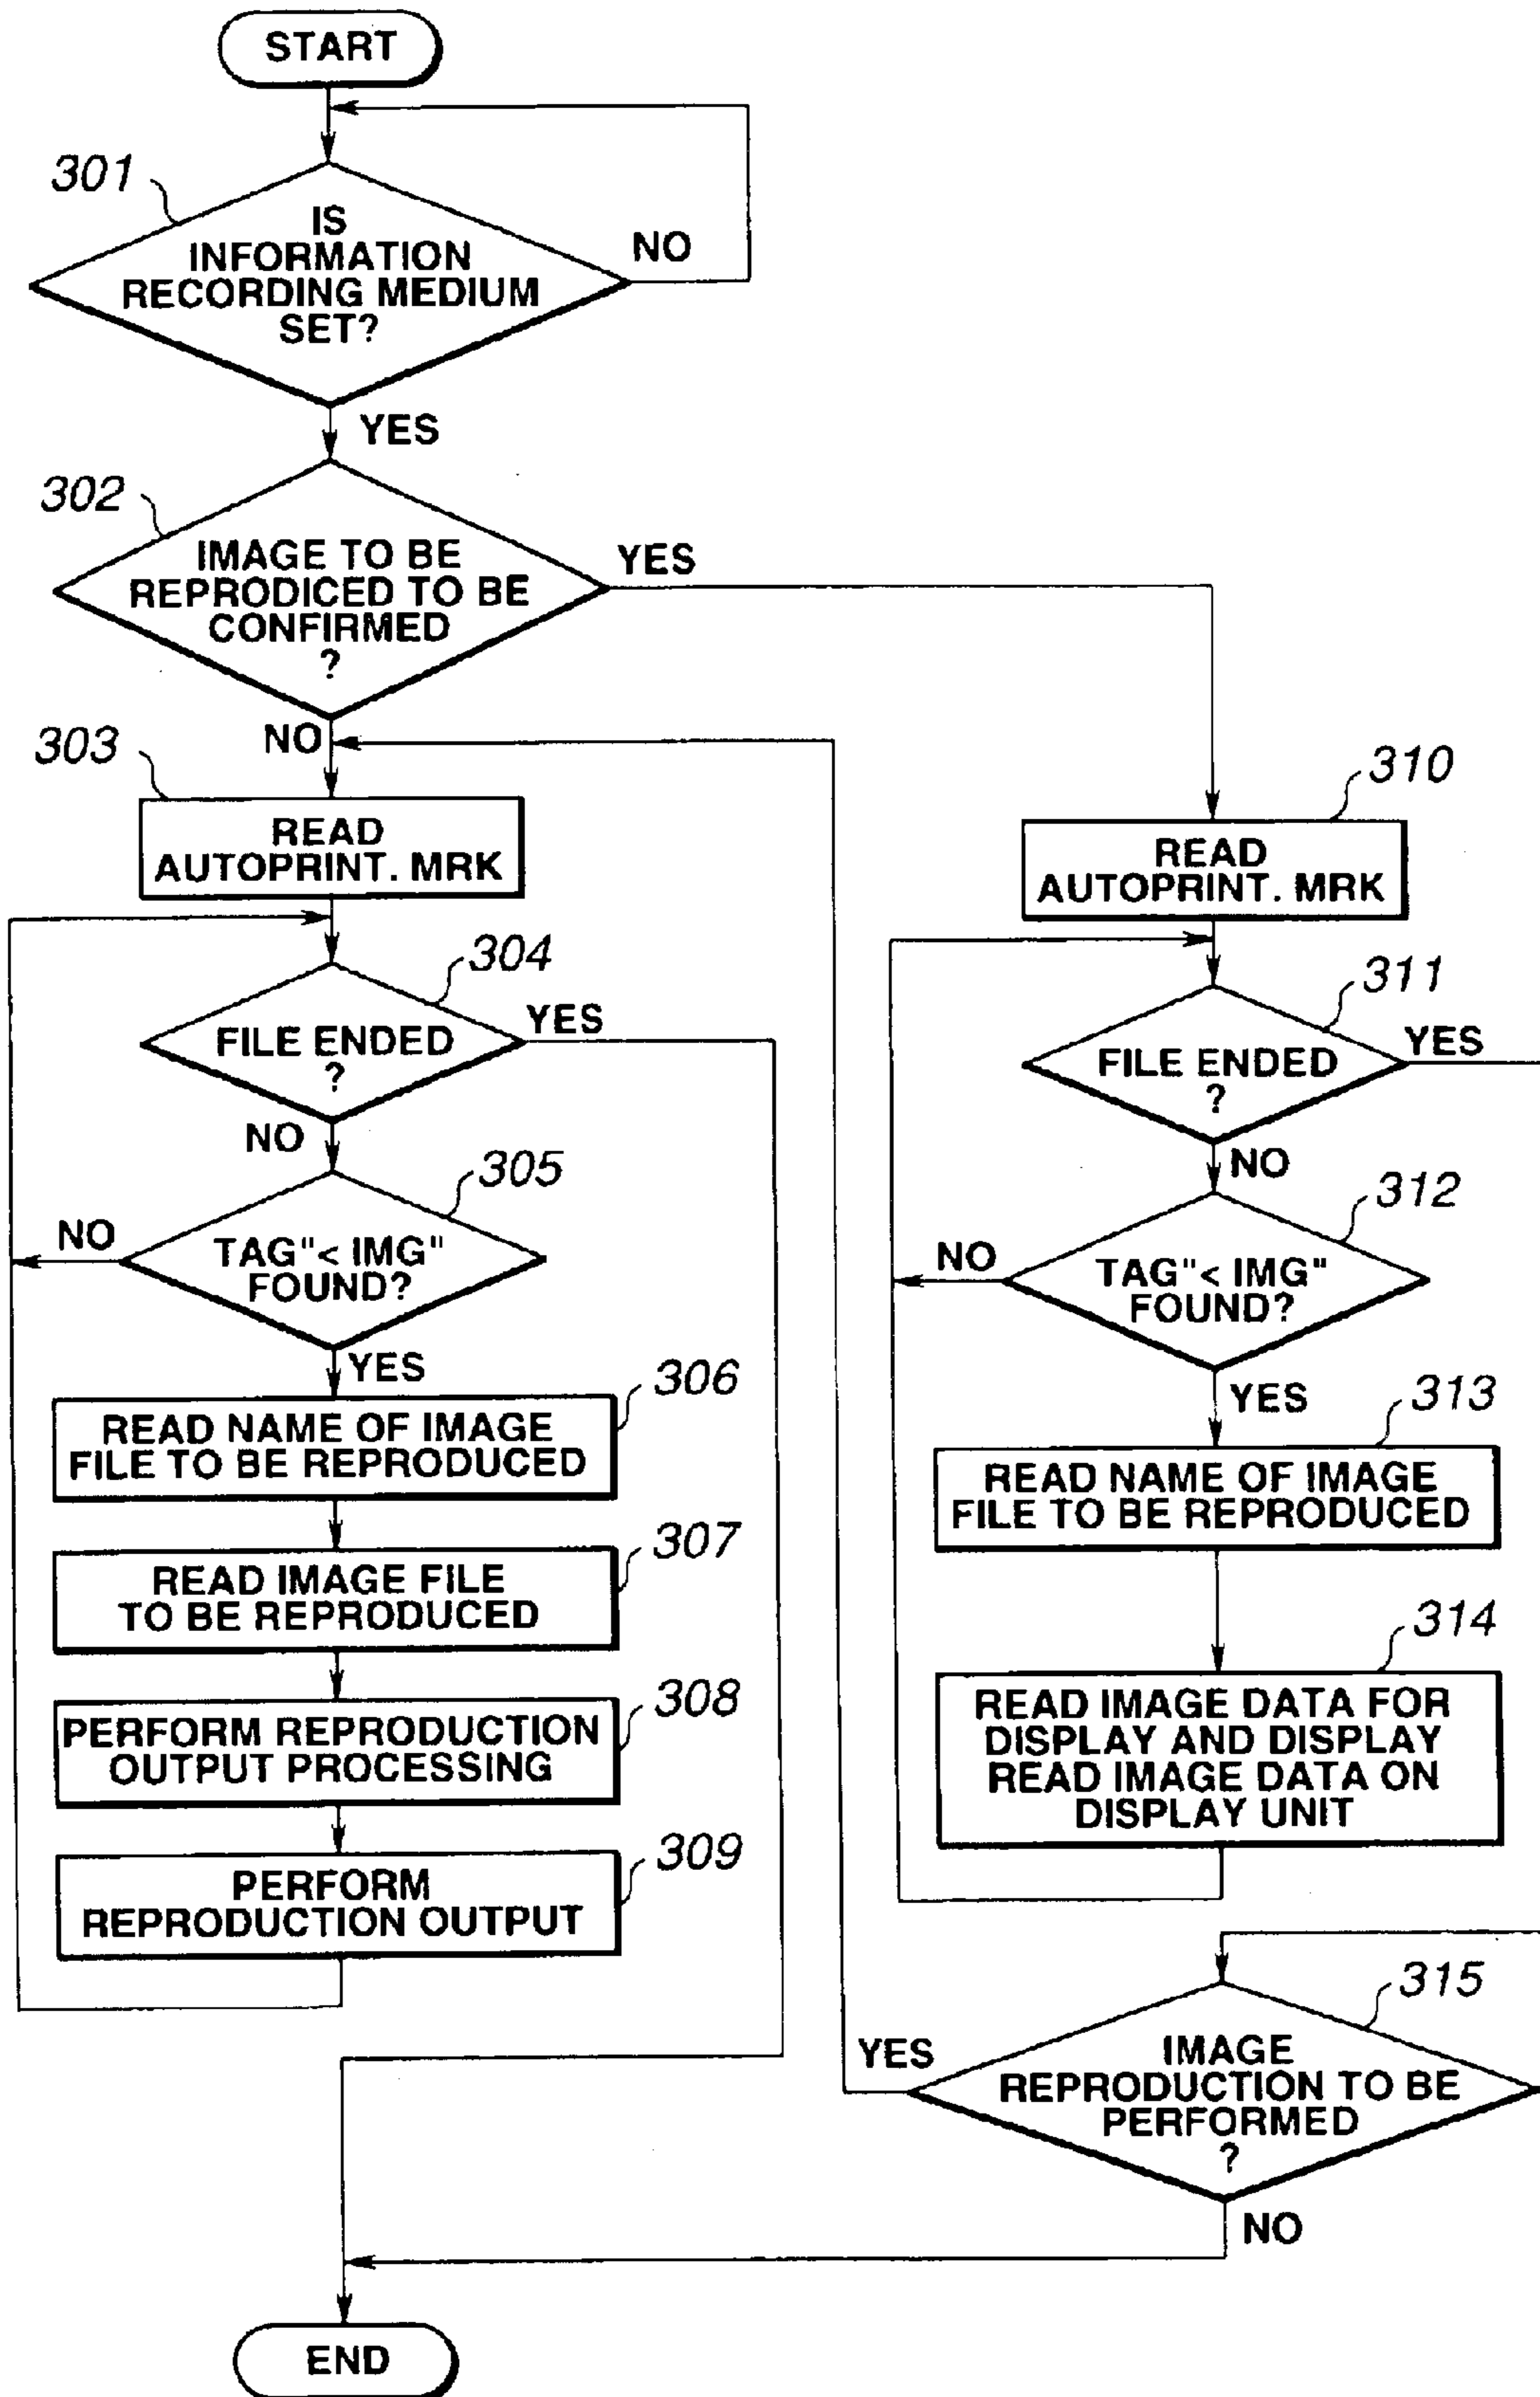 START
301
IS
INFORMATION
RECORDING MEDIUM
SET?
NO
YES
302
IMAGE TO BE
REPRODICED TO BE
CONFIRMED
?
YES
NO
303
READ
AUTOPRINT. MRK
304
FILE ENDED
?
YES
NO
305
TAG"< IMG"
FOUND?
NO
YES
306
READ NAME OF IMAGE
FILE TO BE REPRODUCED
307
READ IMAGE FILE
TO BE REPRODUCED
308
PERFORM REPRODUCTION
OUTPUT PROCESSING
309
PERFORM
REPRODUCTION OUTPUT
310
READ
AUTOPRINT. MRK
311
FILE ENDED
?
YES
NO
312
TAG"< IMG"
FOUND?
NO
YES
313
READ NAME OF IMAGE
FILE TO BE REPRODUCED
314
READ IMAGE DATA FOR
DISPLAY AND DISPLAY
READ IMAGE DATA ON
DISPLAY UNIT
315
IMAGE
REPRODUCTION TO BE
PERFORMED
?
YES
NO
END